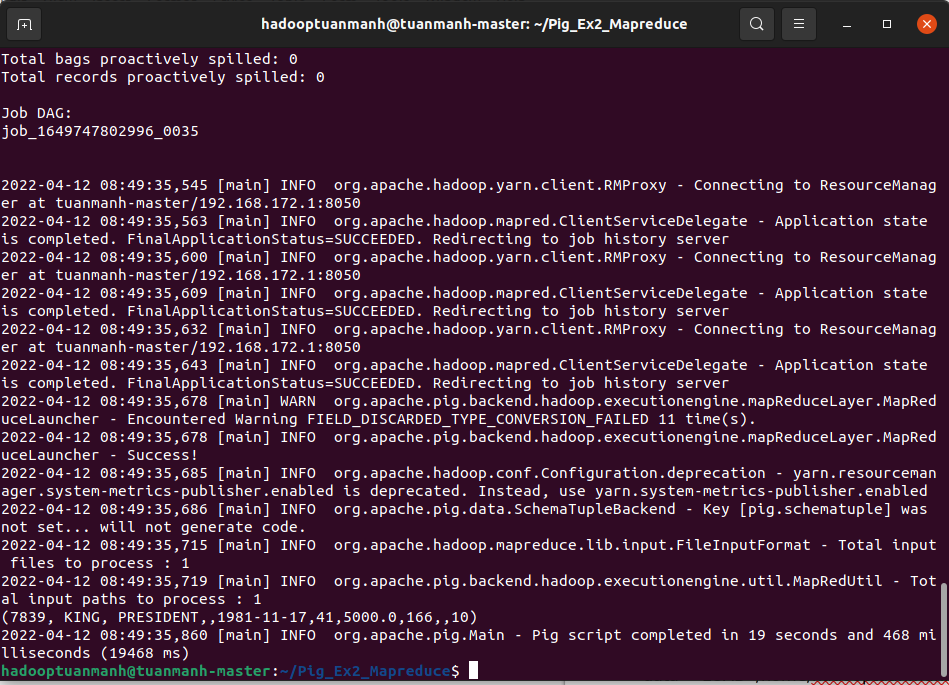 hadooptuanmanh@tuanmanh-master: ~/Pig_Ex2_Mapreduce
Total bags proactively spilled: 0
Total records proactively spilled: 0
Job DAG:
job_1649747802996_0035
2022-04-12 08:49:35,545 [main] INFO  org.apache.hadoop.yarn.client.RMProxy - Connecting to ResourceManag
er at tuanmanh-master/192.168.172.1:8050
2022-04-12 08:49:35,563 [main] INFO  org.apache.hadoop.mapred.ClientServiceDelegate - Application state
is completed. FinalApplicationStatus=SUCCEEDED. Redirecting to job history server
2022-04-12 08:49:35,600 [main] INFO  org.apache.hadoop.yarn.client.RMProxy - Connecting to ResourceManag
er at tuanmanh-master/192.168.172.1:8050
2022-04-12 08:49:35,609 [main] INFO  org.apache.hadoop.mapred.ClientServiceDelegate - Application state
is completed. FinalApplicationStatus=SUCCEEDED. Redirecting to job history server
2022-04-12 08:49:35,632 [main] INFO  org.apache.hadoop.yarn.client.RMProxy - Connecting to ResourceManag
er at tuanmanh-master/192.168.172.1:8050
2022-04-12 08:49:35,643 [main] INFO  org.apache.hadoop.mapred.ClientServiceDelegate - Application state
is completed. FinalApplicationStatus=SUCCEEDED. Redirecting to job history server
2022-04-12 08:49:35,678 [main] WARN  org.apache.pig.backend.hadoop.executionengine.mapReduceLayer.MapRed
uceLauncher - Encountered Warning FIELD_DISCARDED_TYPE_CONVERSION_FAILED 11 time(s).
2022-04-12 08:49:35,678 [main] INFO  org.apache.pig.backend.hadoop.executionengine.mapReduceLayer.MapRed
uceLauncher - Success!
2022-04-12 08:49:35,685 [main] INFO  org.apache.hadoop.conf.Configuration.deprecation - yarn.resourceman
ager.system-metrics-publisher.enabled is deprecated. Instead, use yarn.system-metrics-publisher.enabled
2022-04-12 08:49:35,686 [main] INFO  org.apache.pig.data.SchemaTupleBackend - Key [pig.schematuple] was
not set... will not generate code.
2022-04-12 08:49:35,715 [main] INFO  org.apache.hadoop.mapreduce.lib.input.FileInputFormat - Total input
 files to process : 1
2022-04-12 08:49:35,719 [main] INFO  org.apache.pig.backend.hadoop.executionengine.util.MapRedUtil - Tot
al input paths to process : 1
(7839, KING, PRESIDENT,,1981-11-17,41,5000.0,166,,10)
2022-04-12 08:49:35,860 [main] INFO  org.apache.pig.Main - Pig script completed in 19 seconds and 468 mi
lliseconds (19468 ms)
hadooptuanmanh@tuanmanh-master:~/Pig_Ex2_Mapreduce$